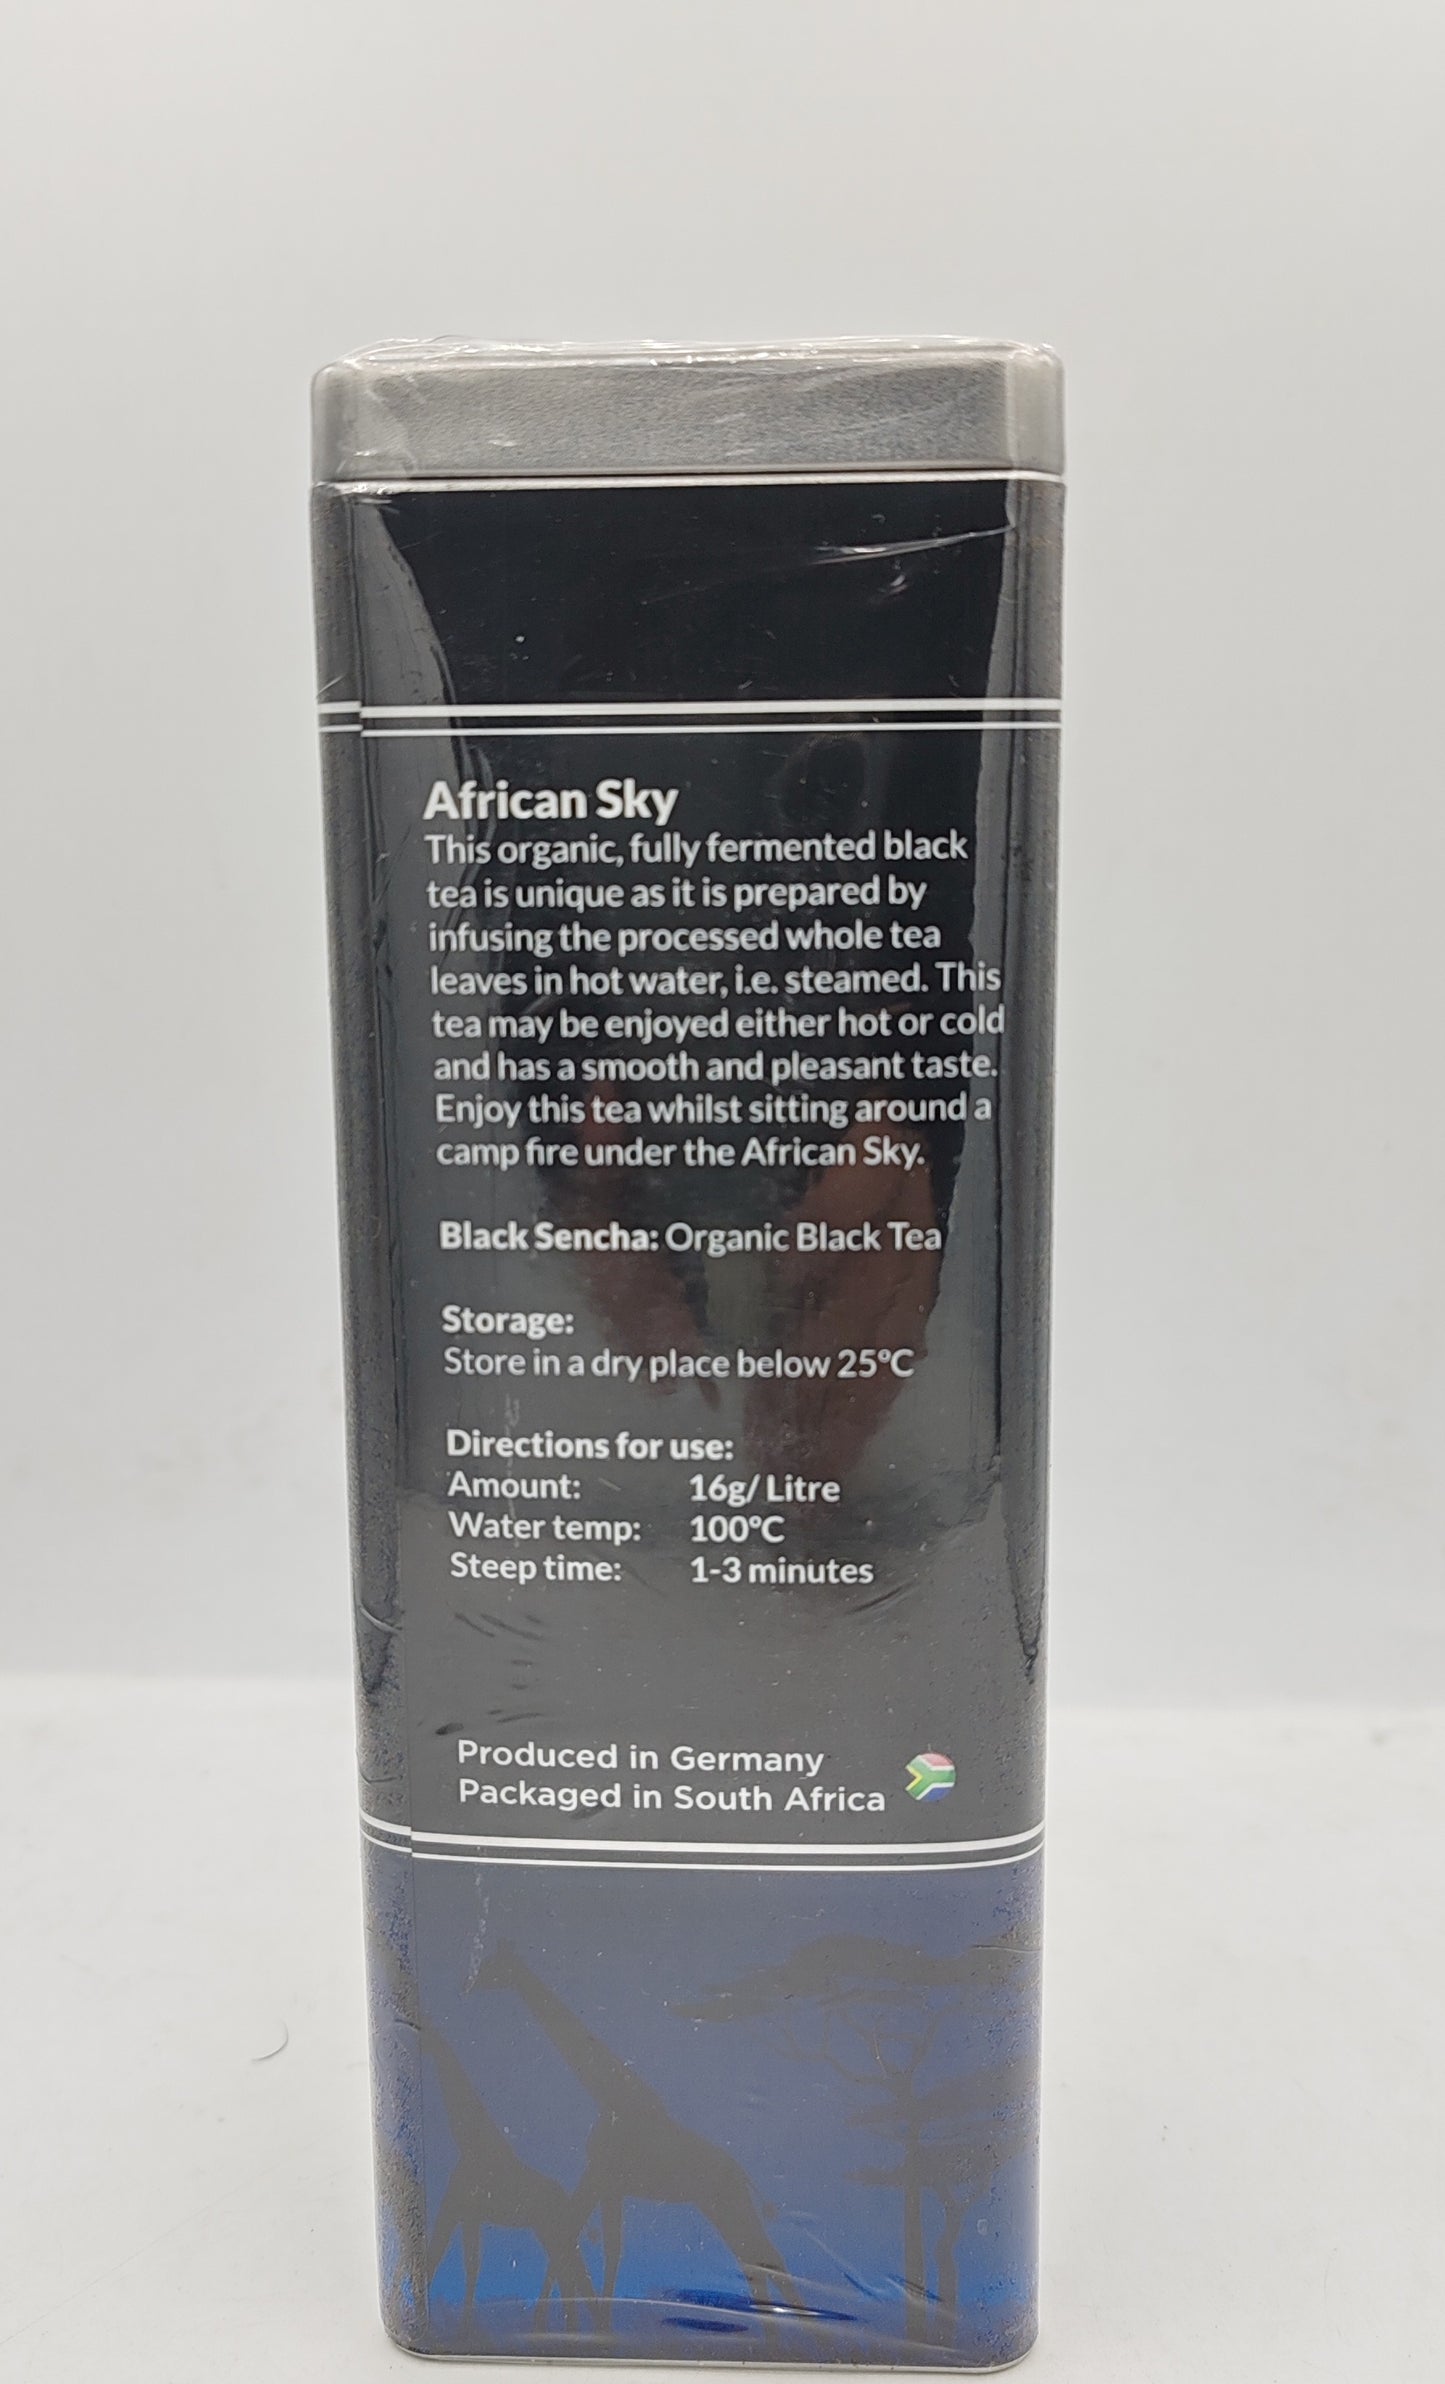 African Sky
This organic, fully fermented black
tea is unique as it is prepared by
infusing the processed whole tea
leaves in hot water, i.e. steamed. This
tea may be enjoyed either hot or cold
and has a smooth and pleasant taste.
Enjoy this tea whilst sitting around a
camp fire under the African Sky.
Black Sencha: Organic Black Tea
Storage:
Store in a dry place below 25ºC
Directions for use:
Amount: 16g/ Litre
Water temp: 100ºC
Steep time: 1-3 minutes
Produced in Germany
Packaged in South Africa